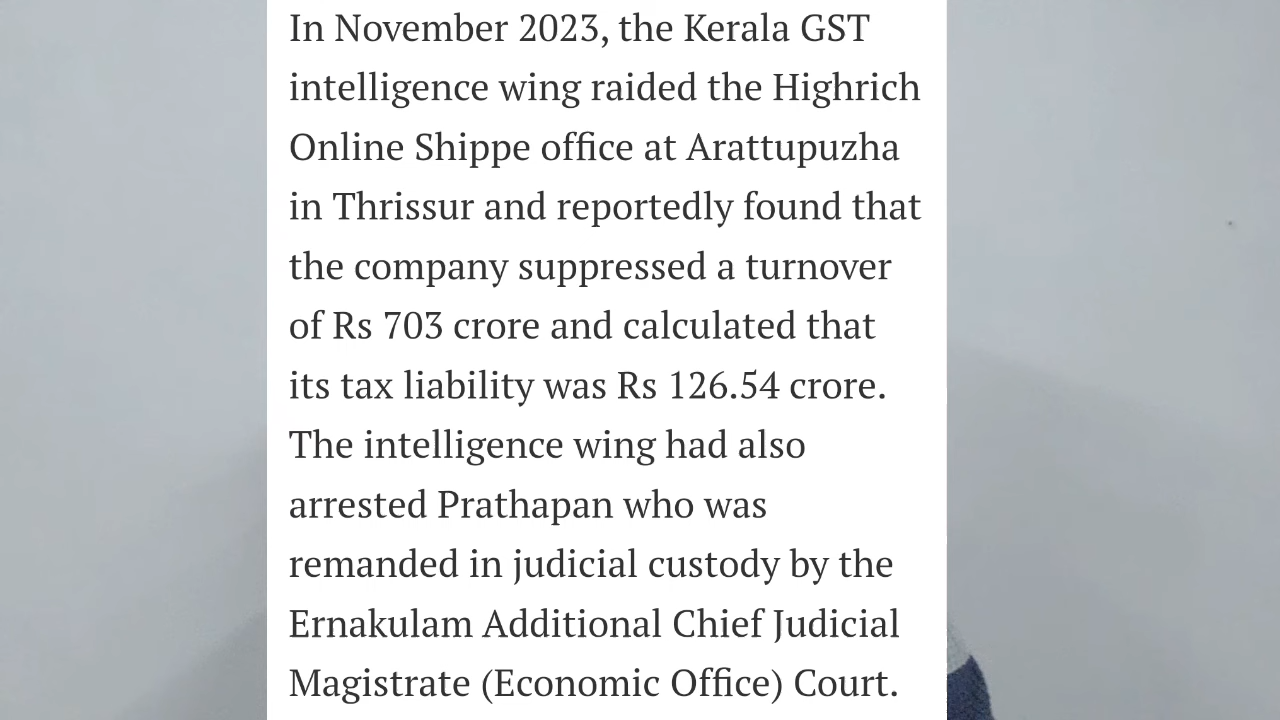 In November 2023, the Kerala GST
intelligence wing raided the Highrich
Online Shippe office at Arattupuzha
in Thrissur and reportedly found that
the company suppressed a turnover
of Rs 703 crore and calculated that
its tax liability was Rs 126.54 crore.
The intelligence wing had also
arrested Prathapan who was
remanded in judicial custody by the
Ernakulam Additional Chief Judicial
Magistrate (Economic Office) Court.